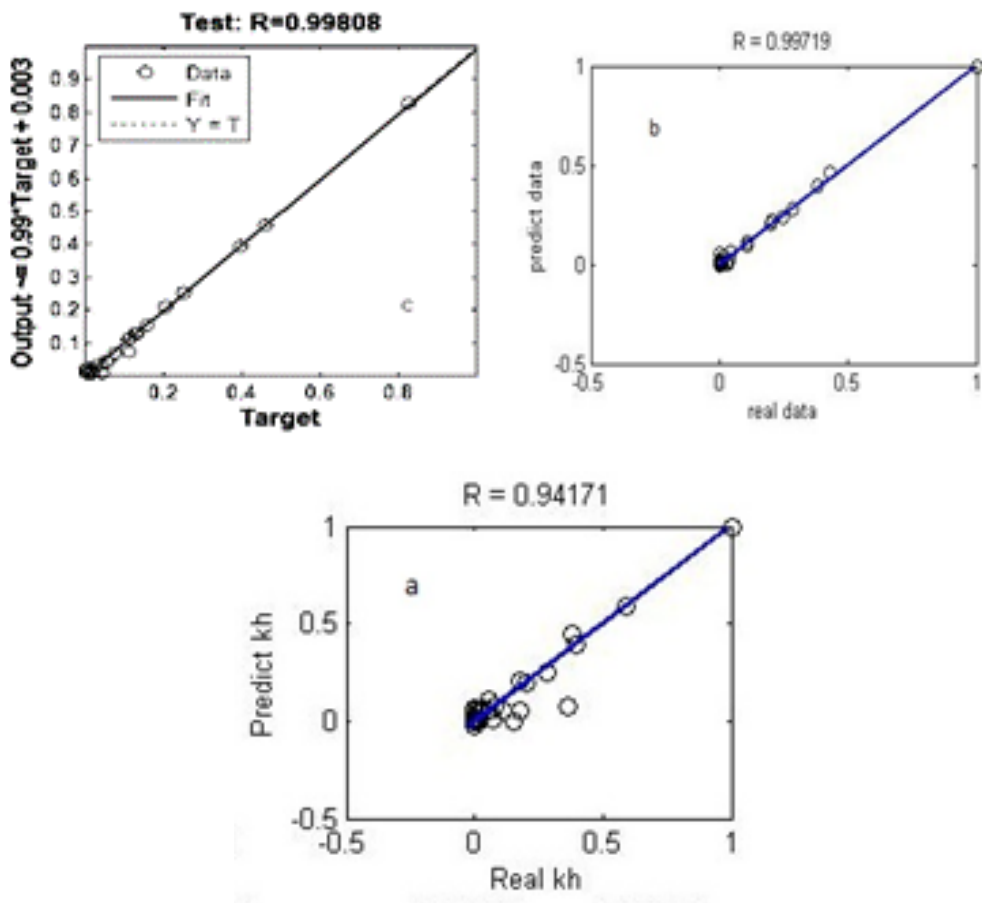 Test: R=0.99808
Output ~= 0.99*Target + 0.003
0.9
0.8
0.7
0.6
0.5
0.4
0.3
0.2
0.1
Data
Fit
Y = T
c
0.2
0.4
0.6
0.8
Target
R = 0.99719
predict data
1
0.5
0
-0.5
b
-0.5
0
0.5
1
real data
R = 0.94171
Predict kh
1
0.5
0
-0.5
a
-0.5
0
0.5
1
Real kh